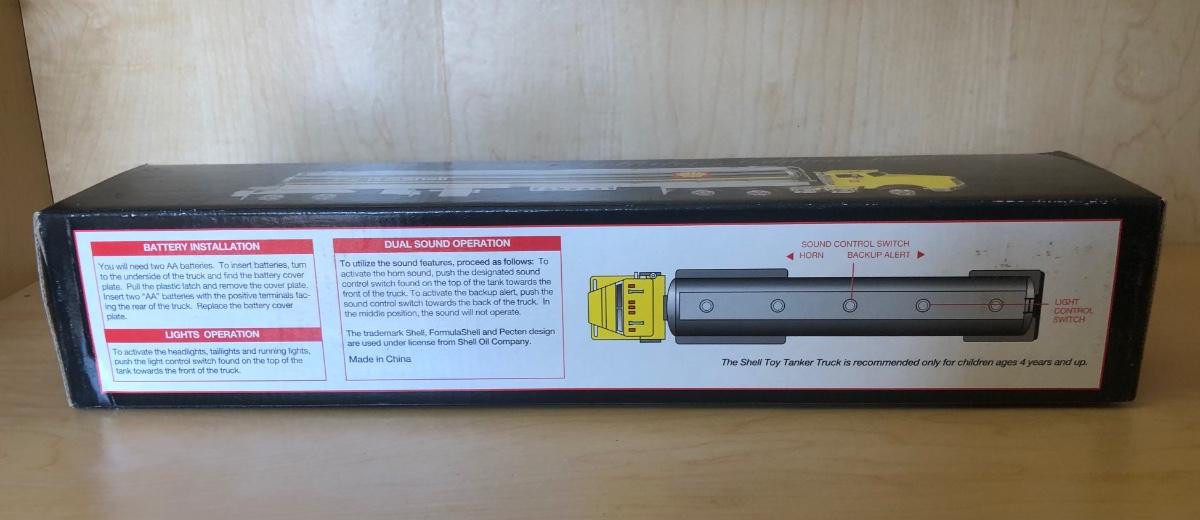 BATTERY INSTALLATION
You will need two AA batteries. To insert batteries, turn
to the underside of the truck and find the battery cover
plate. Pull the plastic latch and remove the cover plate.
Insert two "AA" batteries with the positive terminals fac-
ing the rear of the truck. Replace the battery cover
plate.
LIGHTS OPERATION
To activate the headlights, taillights and running lights,
push the light control switch found on the top of the
tank towards the front of the truck.
DUAL SOUND OPERATION
To utilize the sound features, proceed as follows: To
activate the horn sound, push the designated sound
control switch found on the top of the tank towards the
front of the truck. To activate the backup alert, push the
sound control switch towards the back of the truck. In
the middle position, the sound will not operate.
The trademark Shell, FormulaShell and Pecten design
are used under license from Shell Oil Company.
Made in China
SOUND CONTROL SWITCH
HORN BACKUP ALERT
LIGHT
CONTROL
SWITCH
The Shell Toy Tanker Truck is recommended only for children ages 4 years and up.